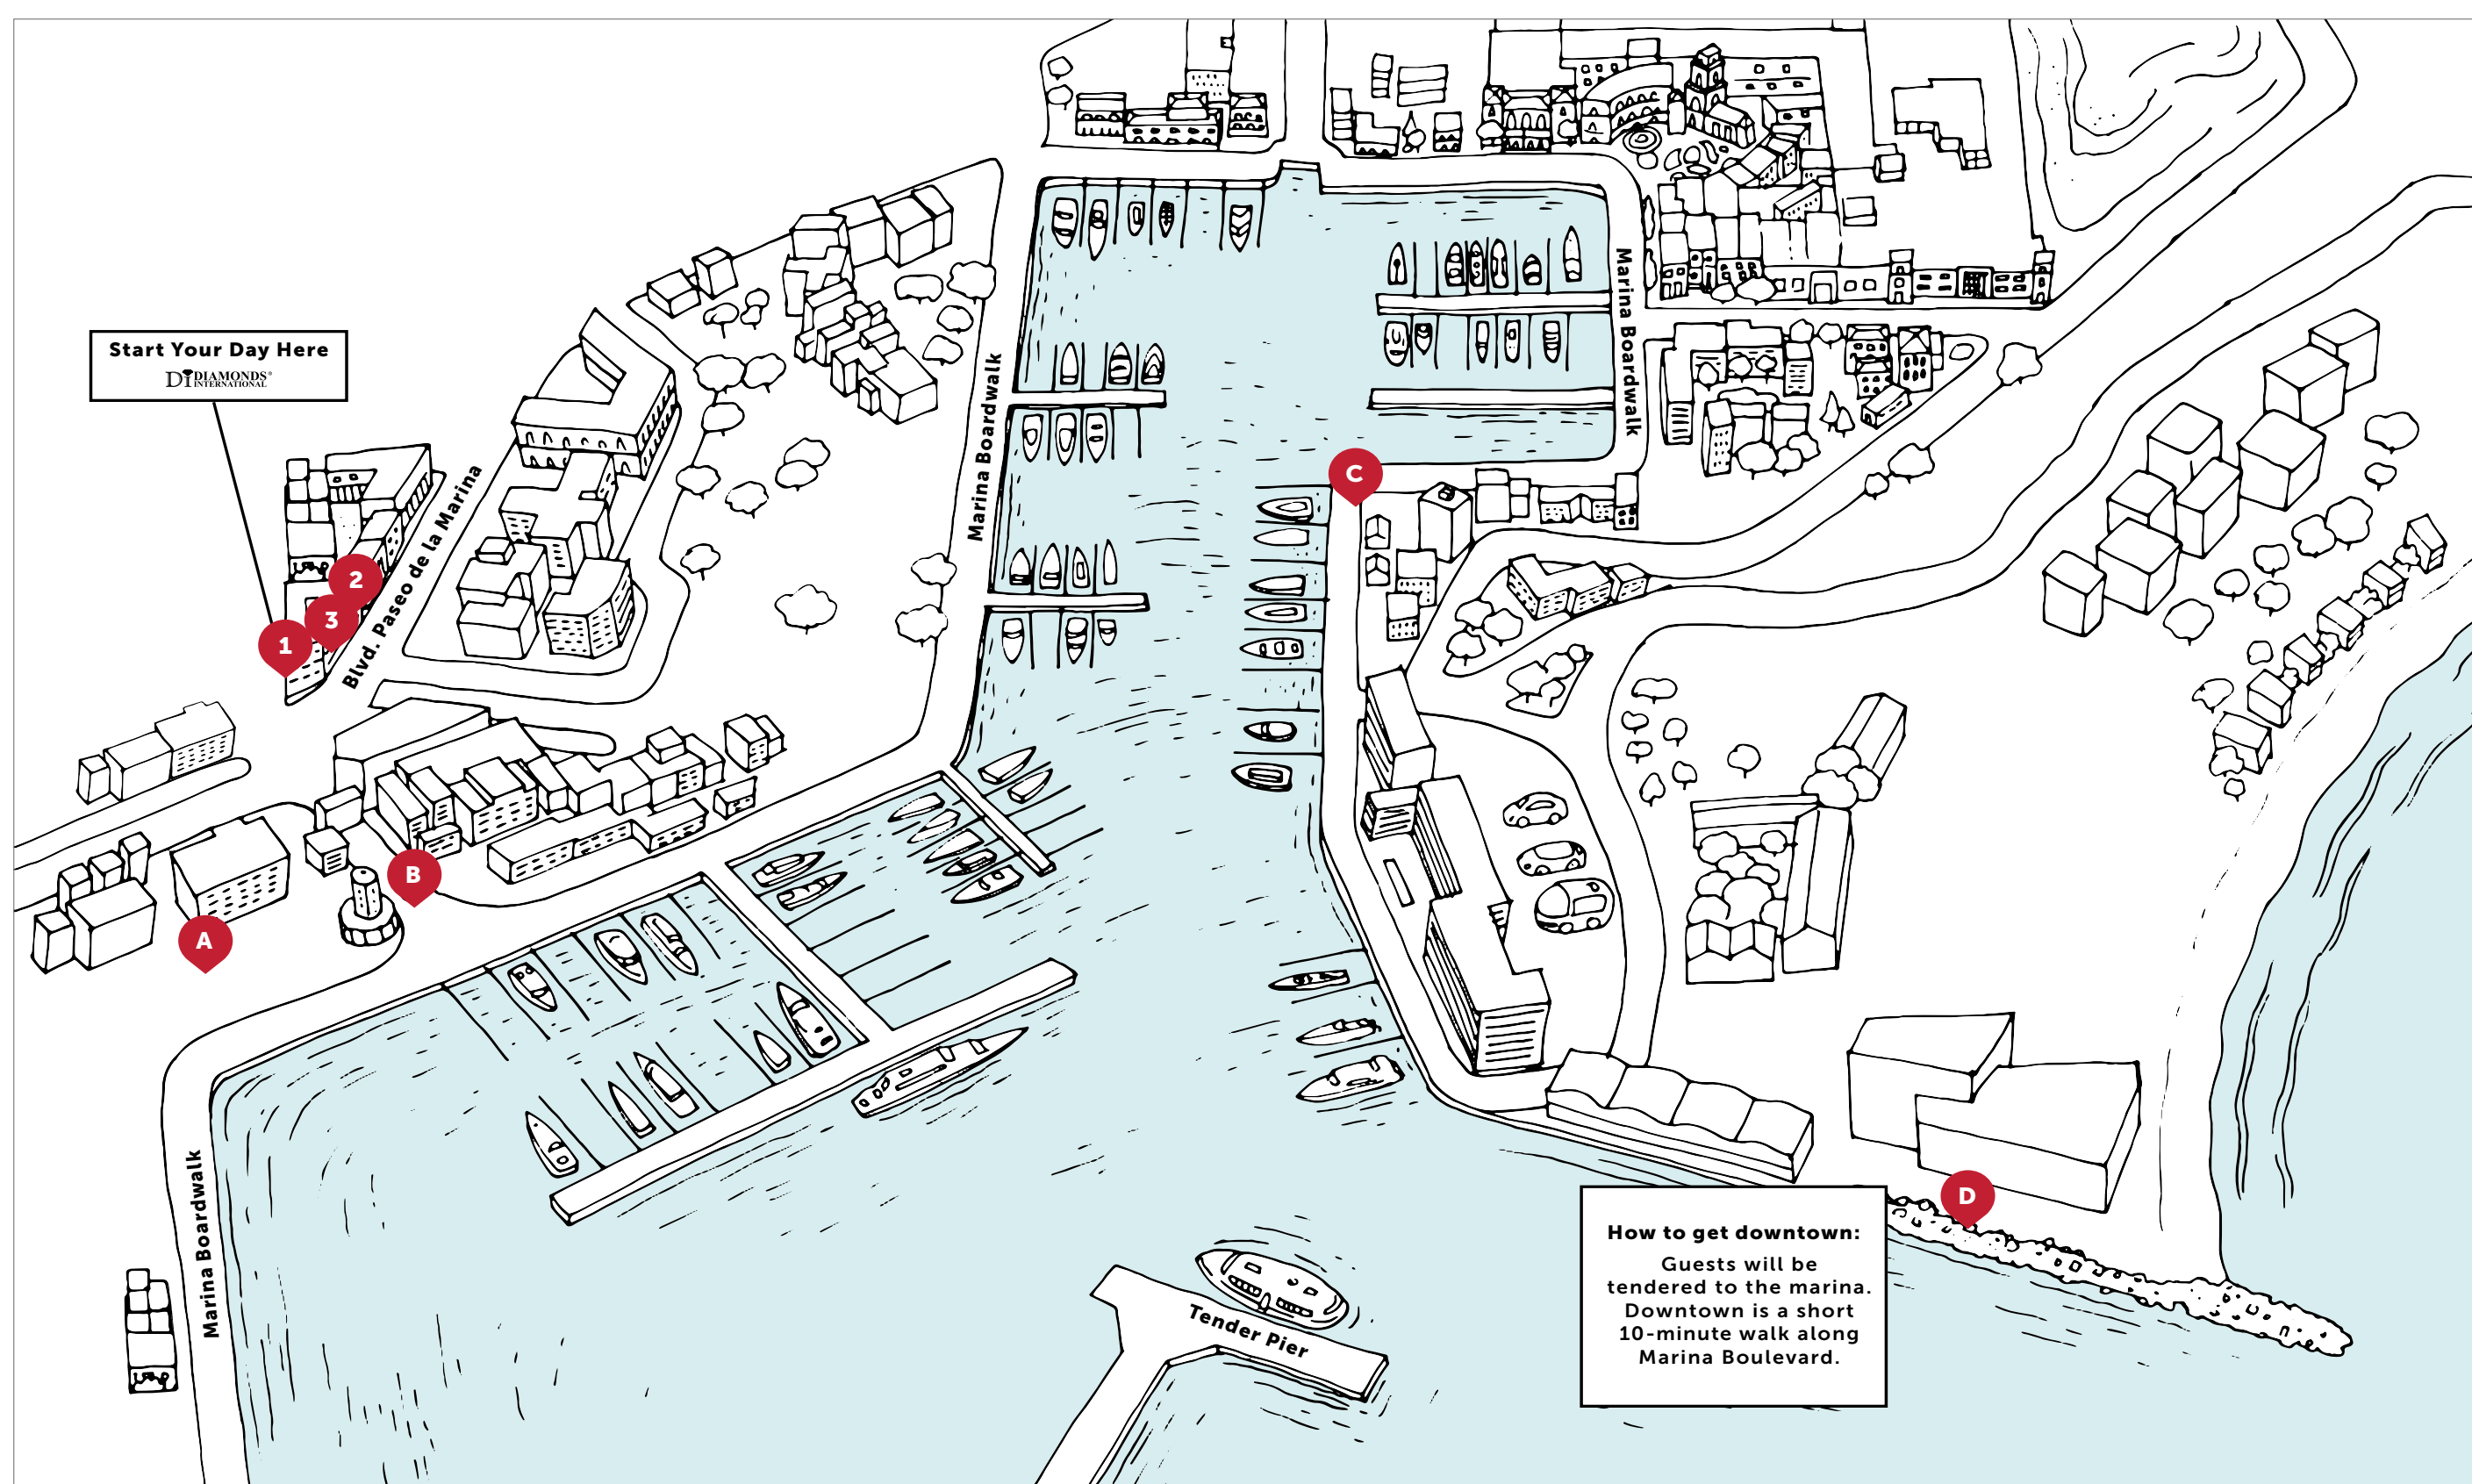 Start Your Day Here
DI DIAMONDS®
INTERNATIONAL
Marina Boardwalk
Marina Boardwalk
Blvd. Paseo de la Marina
C
2
3
1
B
A
Marina Boardwalk
D
How to get downtown:
Guests will be
tendered to the marina.
Downtown is a short
10-minute walk along
Marina Boulevard.
Tender Pier